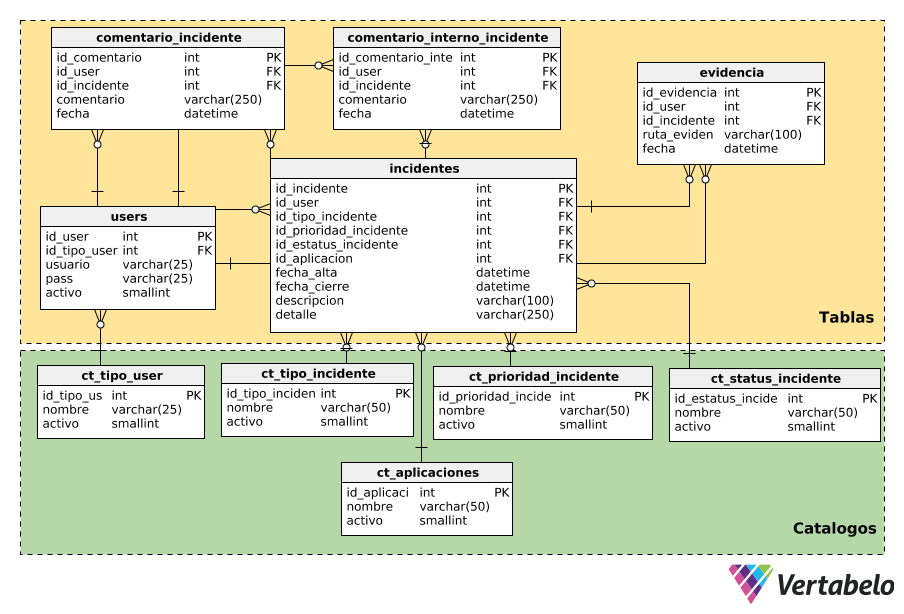 comentario_incidente
id_comentario int PK
id_user int FK
id_incidente int FK
comentario varchar(250)
fecha datetime
comentario_interno_incidente
id_comentario_inte int PK
id_user int FK
id_incidente int FK
comentario varchar(250)
fecha datetime
evidencia
id_evidencia int PK
id_user int FK
id_incidente int FK
ruta_eviden varchar(100)
fecha datetime
incidentes
id_incidente int PK
id_user int FK
id_tipo_incidente int FK
id_prioridad_incidente int FK
id_estatus_incidente int FK
id_aplicacion int FK
fecha_alta datetime
fecha_cierre datetime
descripcion varchar(100)
detalle varchar(250)
users
id_user int PK
id_tipo_user int FK
usuario varchar(25)
pass varchar(25)
activo smallint
Tablas
ct_tipo_user
id_tipo_us int PK
nombre varchar(25)
activo smallint
ct_tipo_incidente
id_tipo_inciden int PK
nombre varchar(50)
activo smallint
ct_prioridad_incidente
id_prioridad_incide int PK
nombre varchar(50)
activo smallint
ct_status_incidente
id_estatus_incide int PK
nombre varchar(50)
activo smallint
ct_aplicaciones
id_aplicaci int PK
nombre varchar(50)
activo smallint
Catalogos
Vertabelo